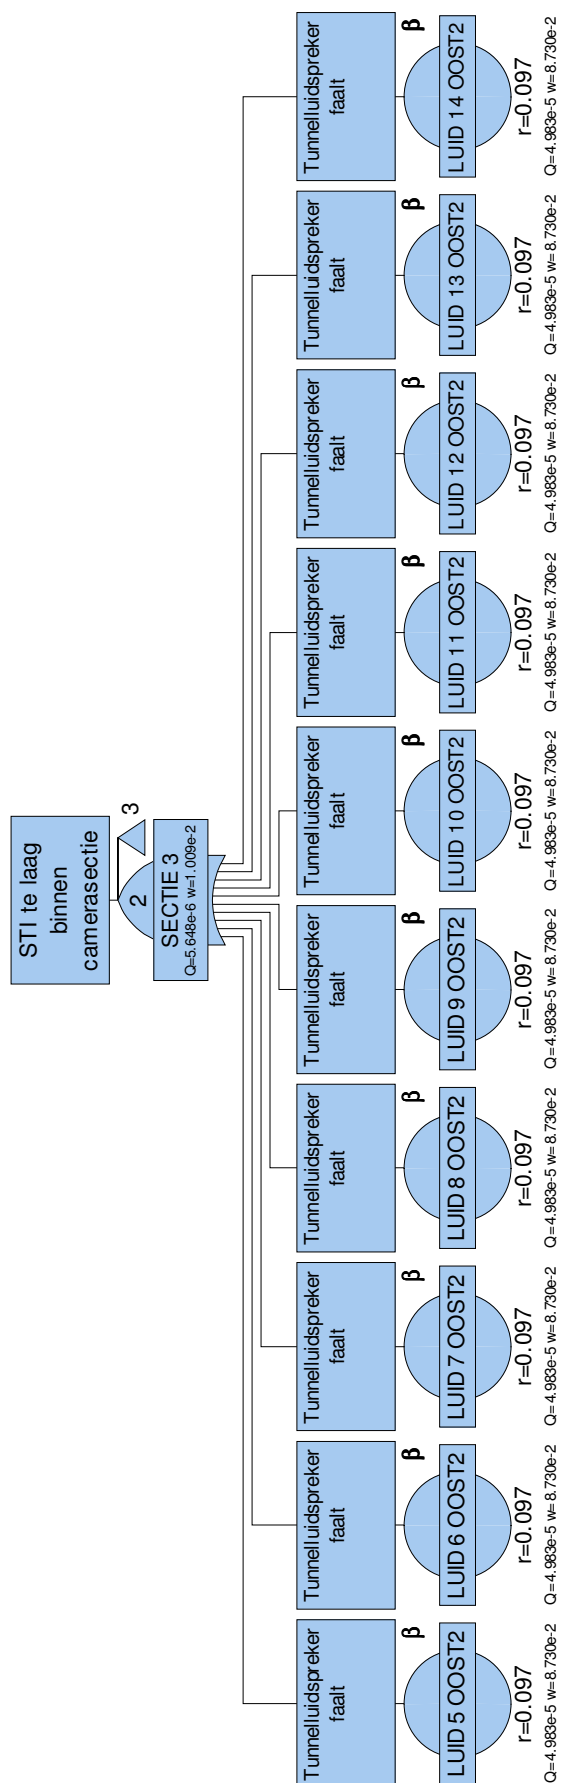 STI te laag
binnen
camerasectie
2
3
SECTIE 3
Q=5.648e-6 w=1.009e-2
Tunnelluidspreker
faalt
β
LUID 5 OOST2
r=0.097
Q=4.983e-5 w=8.730e-2
Tunnelluidspreker
faalt
β
LUID 6 OOST2
r=0.097
Q=4.983e-5 w=8.730e-2
Tunnelluidspreker
faalt
β
LUID 7 OOST2
r=0.097
Q=4.983e-5 w=8.730e-2
Tunnelluidspreker
faalt
β
LUID 8 OOST2
r=0.097
Q=4.983e-5 w=8.730e-2
Tunnelluidspreker
faalt
β
LUID 9 OOST2
r=0.097
Q=4.983e-5 w=8.730e-2
Tunnelluidspreker
faalt
β
LUID 10 OOST2
r=0.097
Q=4.983e-5 w=8.730e-2
Tunnelluidspreker
faalt
β
LUID 11 OOST2
r=0.097
Q=4.983e-5 w=8.730e-2
Tunnelluidspreker
faalt
β
LUID 12 OOST2
r=0.097
Q=4.983e-5 w=8.730e-2
Tunnelluidspreker
faalt
β
LUID 13 OOST2
r=0.097
Q=4.983e-5 w=8.730e-2
Tunnelluidspreker
faalt
β
LUID 14 OOST2
r=0.097
Q=4.983e-5 w=8.730e-2